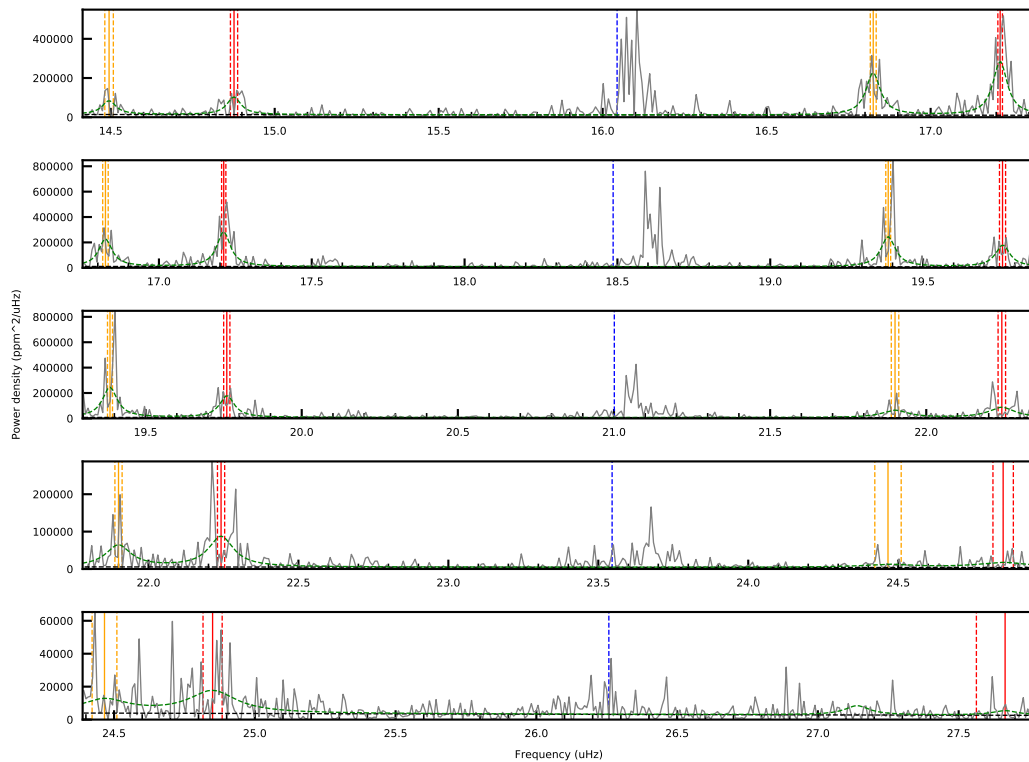 400000
200000
0
14.5 15.0 15.5 16.0 16.5 17.0
800000
600000
400000
200000
0
17.0 17.5 18.0 18.5 19.0 19.5
Power density (ppm^2/uHz)
800000
600000
400000
200000
0
19.5 20.0 20.5 21.0 21.5 22.0
200000
100000
0
22.0 22.5 23.0 23.5 24.0 24.5
60000
40000
20000
0
24.5 25.0 25.5 26.0 26.5 27.0 27.5
Frequency (uHz)